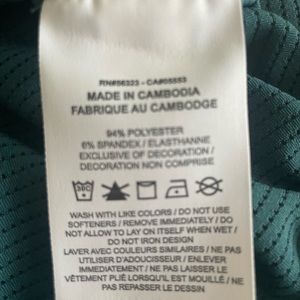 RN#56323 - CA#05553
MADE IN CAMBODIA
FABRIQUE AU CAMBODGE
94% POLYESTER
6% SPANDEX / ELASTHANNE
EXCLUSIVE OF DECORATION /
DECORATION NON COMPRISE
WASH WITH LIKE COLORS / DO NOT USE
SOFTENERS / REMOVE IMMEDIATELY / DO
NOT ALLOW TO LAY ON ITSELF WHEN WET /
DO NOT IRON DESIGN
LAVER AVEC COULEURS SIMILAIRES / NE PAS
UTILISER D'ADOUCISSEUR / ENLEVER
IMMEDIATEMENT / NE PAS LAISSER LE
VÊTEMENT PLIÉ LORSQU'IL EST MOUILLÉ / NE
PAS REPASSER LE DESSIN